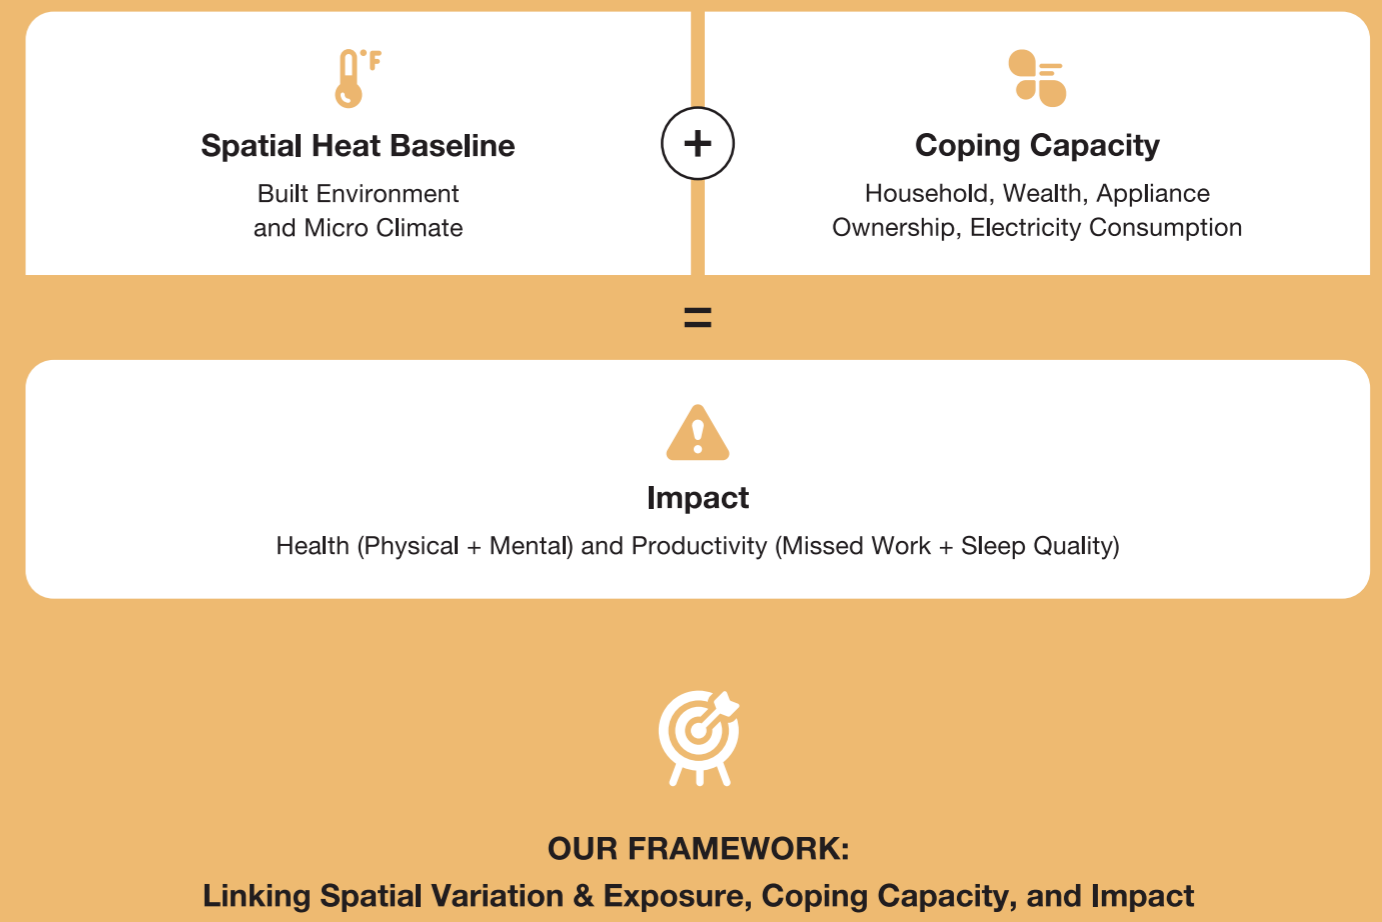 °F
Spatial Heat Baseline
Built Environment
and Micro Climate
+
Coping Capacity
Household, Wealth, Appliance
Ownership, Electricity Consumption
=
Impact
Health (Physical + Mental) and Productivity (Missed Work + Sleep Quality)
OUR FRAMEWORK:
Linking Spatial Variation & Exposure, Coping Capacity, and Impact